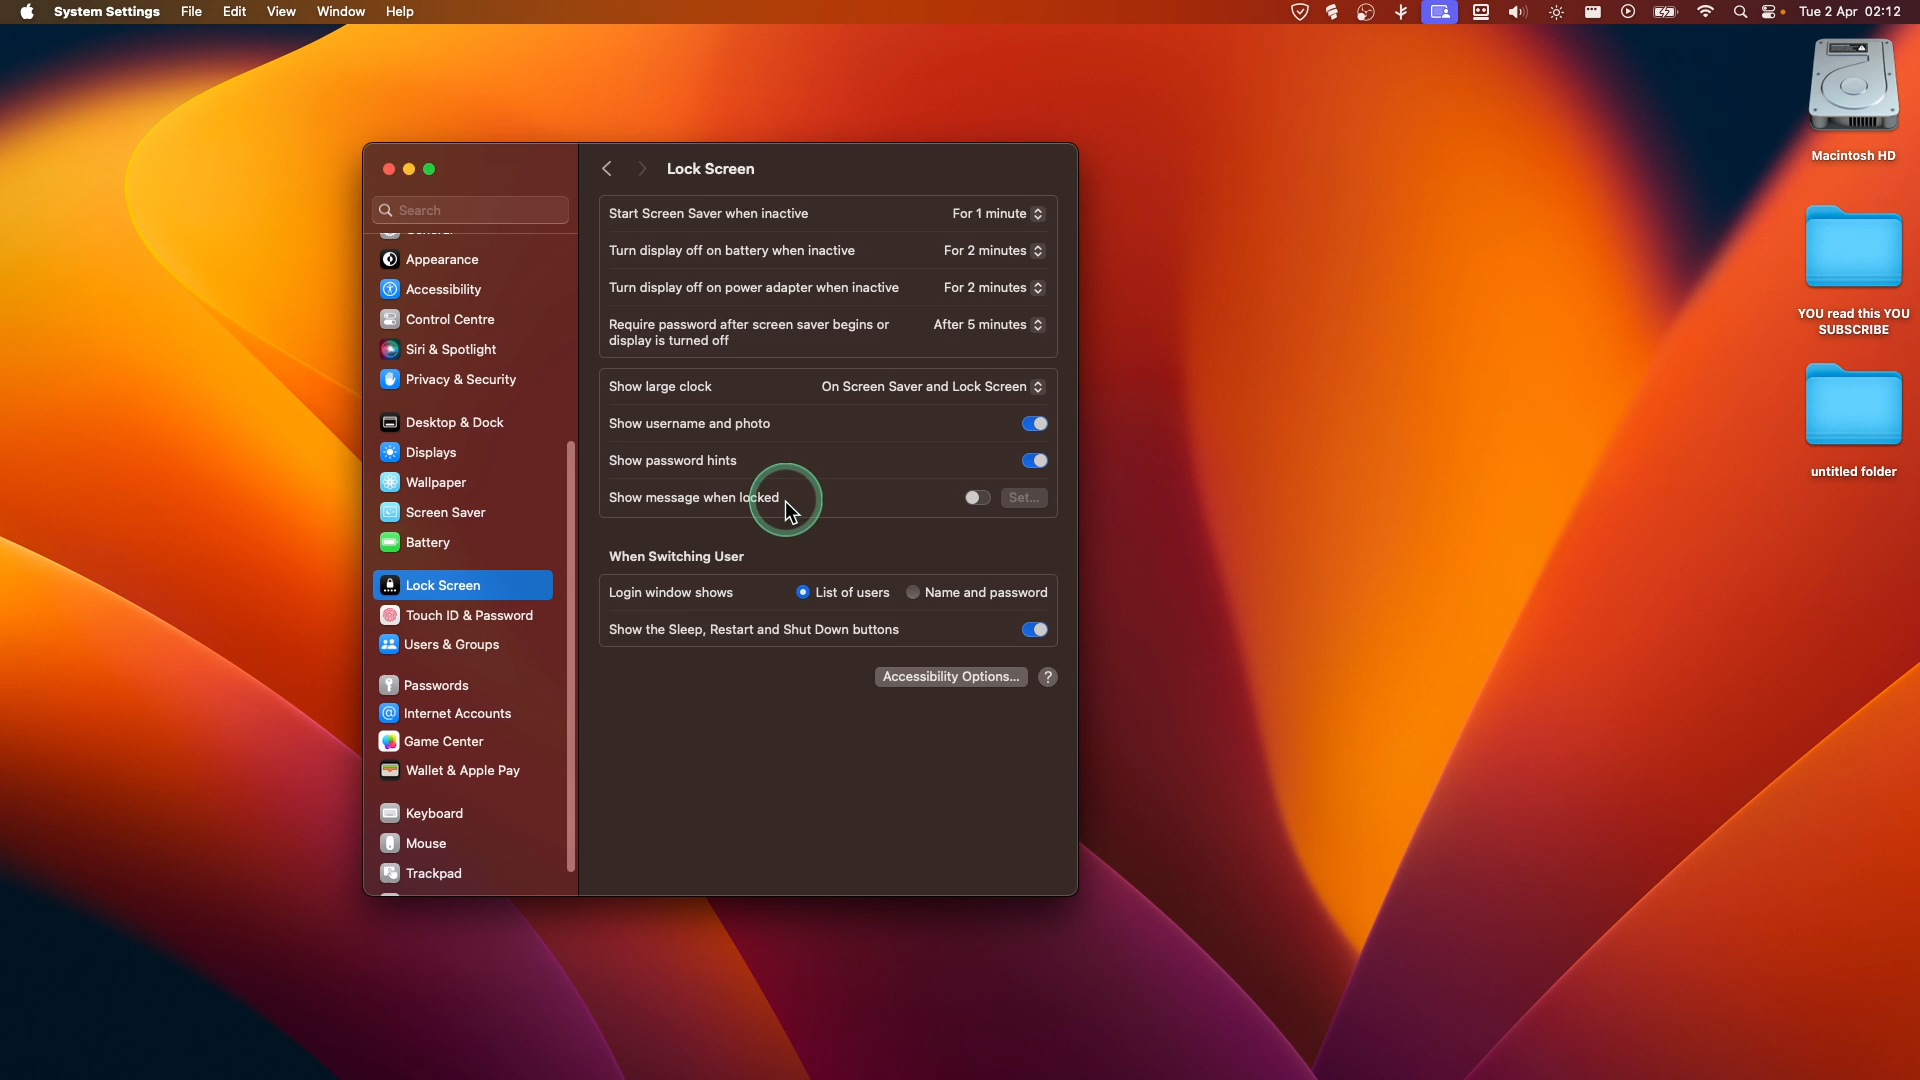 System Settings File Edit View Window Help Tue 2 Apr 02:12
Macintosh HD
YOU read this YOU
SUBSCRIBE
untitled folder
Search
General
Appearance
Accessibility
Control Centre
Siri & Spotlight
Privacy & Security
Desktop & Dock
Displays
Wallpaper
Screen Saver
Battery
Lock Screen
Touch ID & Password
Users & Groups
Passwords
Internet Accounts
Game Center
Wallet & Apple Pay
Keyboard
Mouse
Trackpad
Lock Screen
Start Screen Saver when inactive For 1 minute
Turn display off on battery when inactive For 2 minutes
Turn display off on power adapter when inactive For 2 minutes
Require password after screen saver begins or After 5 minutes
display is turned off
Show large clock On Screen Saver and Lock Screen
Show username and photo
Show password hints
Show message when locked Set...
When Switching User
Login window shows List of users Name and password
Show the Sleep, Restart and Shut Down buttons
Accessibility Options... ?